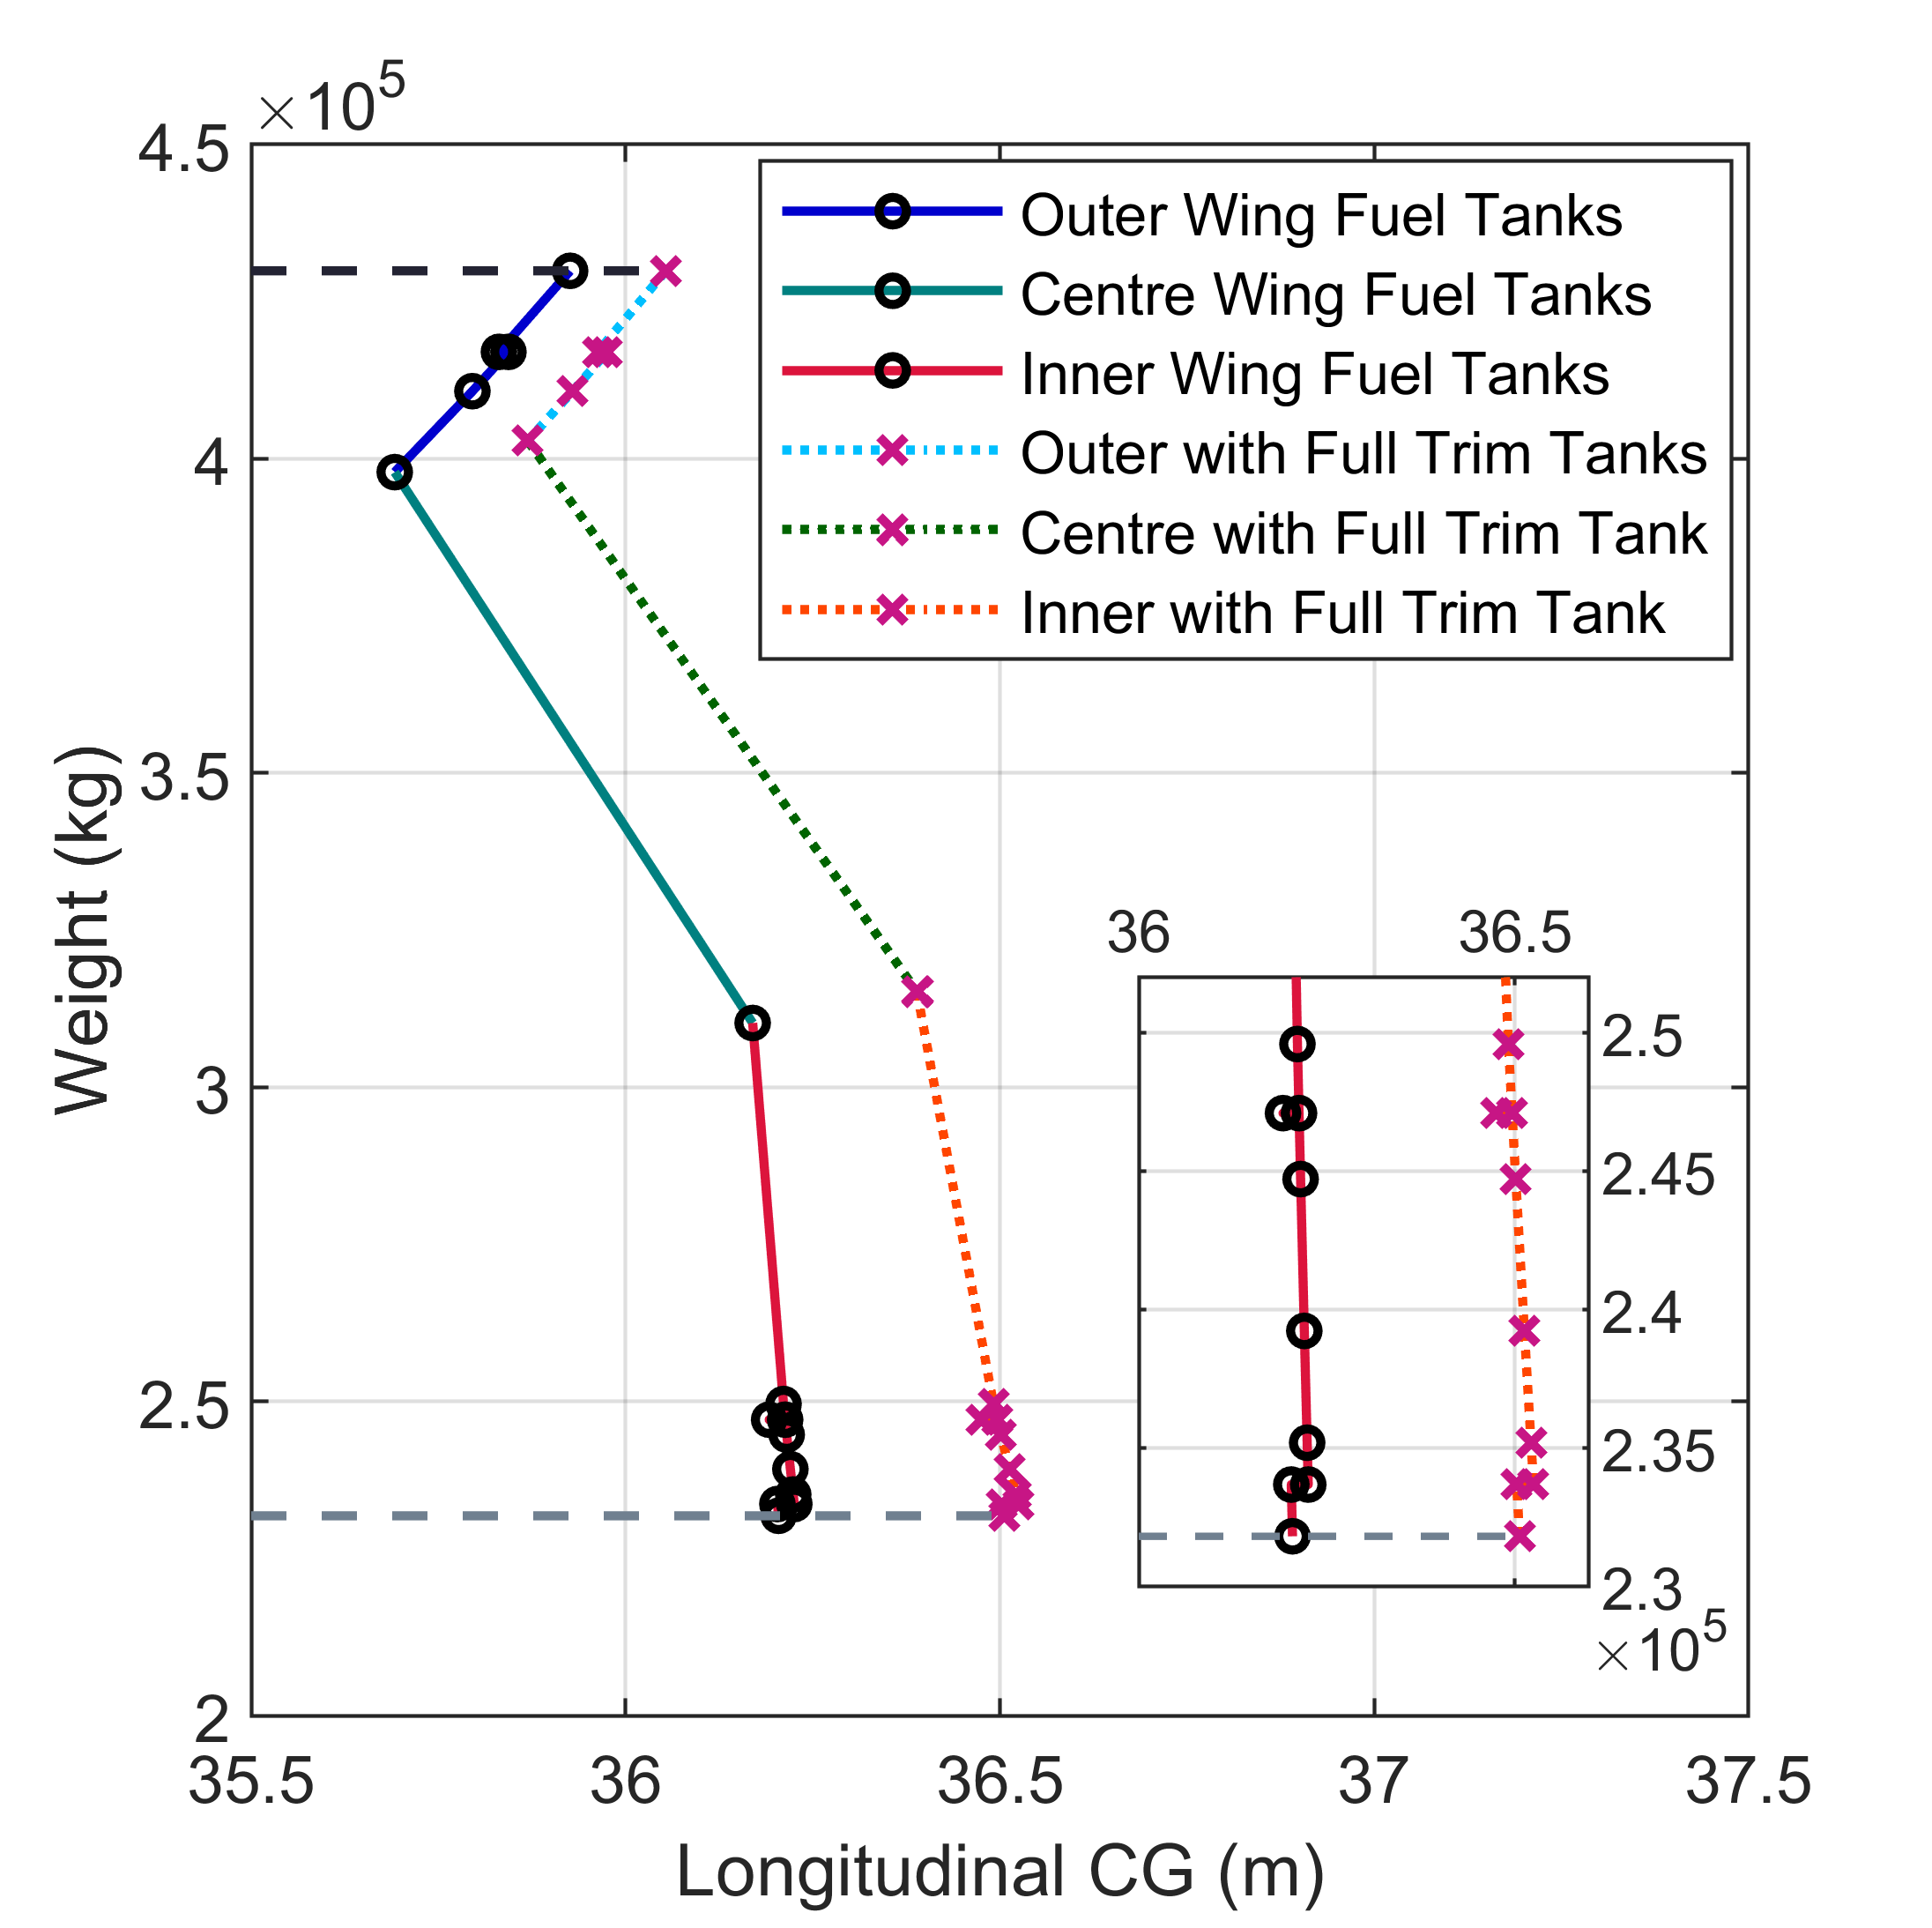 ×10^5
4.5
4
3.5
3
2.5
2
Weight (kg)
Outer Wing Fuel Tanks
Centre Wing Fuel Tanks
Inner Wing Fuel Tanks
Outer with Full Trim Tanks
Centre with Full Trim Tank
Inner with Full Trim Tank
36 36.5
2.5
2.45
2.4
2.35
2.3
×10^5
35.5 36 36.5 37 37.5
Longitudinal CG (m)